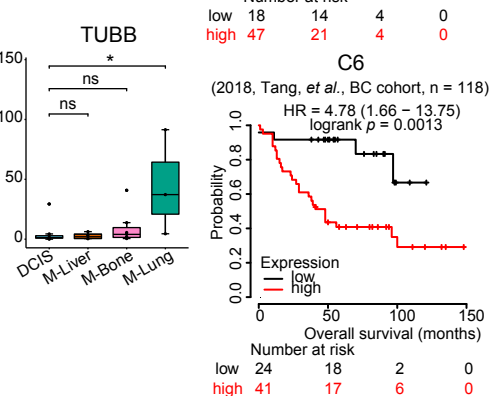 Number at risk
low 18 14 4 0
high 47 21 4 0
TUBB
150
100
50
0
*
ns
ns
DCIS
M-Liver
M-Bone
M-Lung
C6
(2018, Tang, et al., BC cohort, n = 118)
HR = 4.78 (1.66 − 13.75)
logrank p = 0.0013
Probability
1.0
0.8
0.6
0.4
0.2
0.0
Expression
low
high
0 50 100 150
Overall survival (months)
Number at risk
low 24 18 2 0
high 41 17 6 0